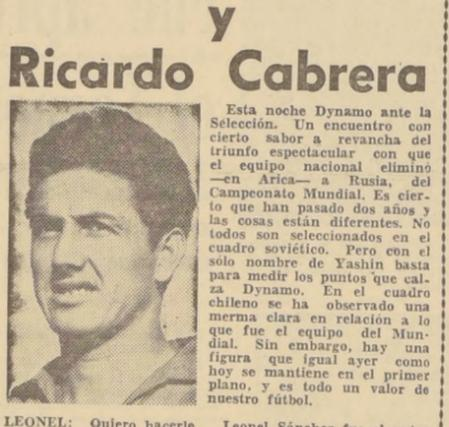 y
Ricardo Cabrera
Esta noche Dynamo ante la
Selección. Un encuentro con
cierto sabor a revancha del
triunfo espectacular con que
el equipo nacional eliminó
—en Arica— a Rusia, del
Campeonato Mundial. Es cier-
to que han pasado dos años y
las cosas están diferentes. No
todos son seleccionados en el
cuadro soviético. Pero con el
sólo nombre de Yashin basta
para medir los puntos que cal-
za Dynamo. En el cuadro
chileno se ha observado una
merma clara en relación a lo
que fue el equipo del Mun-
dial. Sin embargo, hay una
figura que igual ayer como
hoy se mantiene en el primer
plano, y es todo un valor de
nuestro fútbol.
LEONEL: Quiero hacerle
Leonel Sánchez